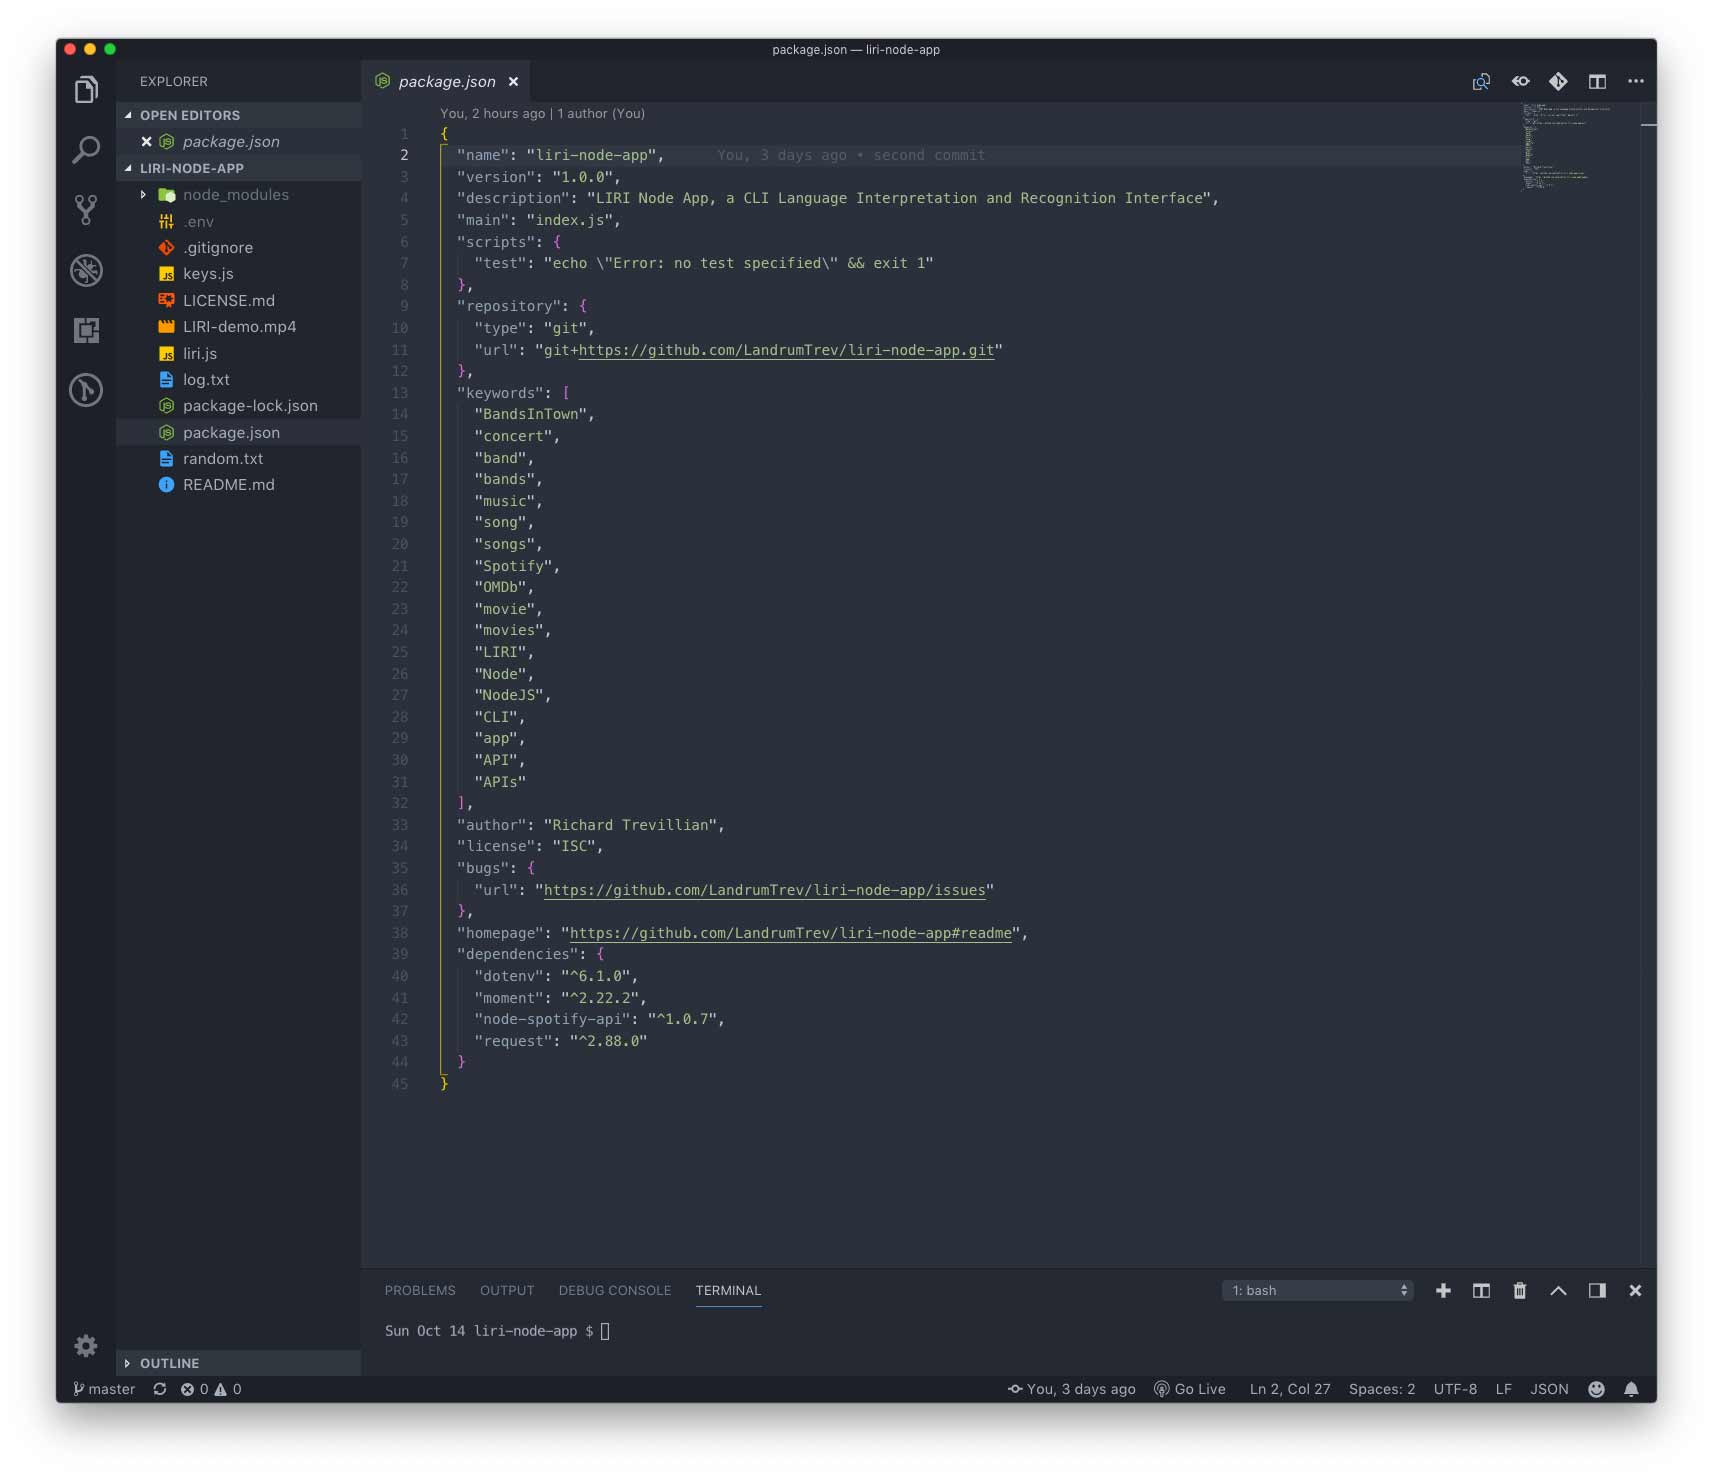 package.json — liri-node-app
EXPLORER
OPEN EDITORS
package.json
LIRI-NODE-APP
node_modules
.env
.gitignore
keys.js
LICENSE.md
LIRI-demo.mp4
liri.js
log.txt
package-lock.json
package.json
random.txt
README.md
OUTLINE
package.json
You, 2 hours ago | 1 author (You)
1 {
2 "name": "liri-node-app", You, 3 days ago • second commit
3 "version": "1.0.0",
4 "description": "LIRI Node App, a CLI Language Interpretation and Recognition Interface",
5 "main": "index.js",
6 "scripts": {
7 "test": "echo \"Error: no test specified\" && exit 1"
8 },
9 "repository": {
10 "type": "git",
11 "url": "git+https://github.com/LandrumTrev/liri-node-app.git"
12 },
13 "keywords": [
14 "BandsInTown",
15 "concert",
16 "band",
17 "bands",
18 "music",
19 "song",
20 "songs",
21 "Spotify",
22 "OMDb",
23 "movie",
24 "movies",
25 "LIRI",
26 "Node",
27 "NodeJS",
28 "CLI",
29 "app",
30 "API",
31 "APIs"
32 ],
33 "author": "Richard Trevillian",
34 "license": "ISC",
35 "bugs": {
36 "url": "https://github.com/LandrumTrev/liri-node-app/issues"
37 },
38 "homepage": "https://github.com/LandrumTrev/liri-node-app#readme",
39 "dependencies": {
40 "dotenv": "^6.1.0",
41 "moment": "^2.22.2",
42 "node-spotify-api": "^1.0.7",
43 "request": "^2.88.0"
44 }
45 }
PROBLEMS OUTPUT DEBUG CONSOLE TERMINAL 1: bash
Sun Oct 14 liri-node-app $
master 0 0 You, 3 days ago Go Live Ln 2, Col 27 Spaces: 2 UTF-8 LF JSON